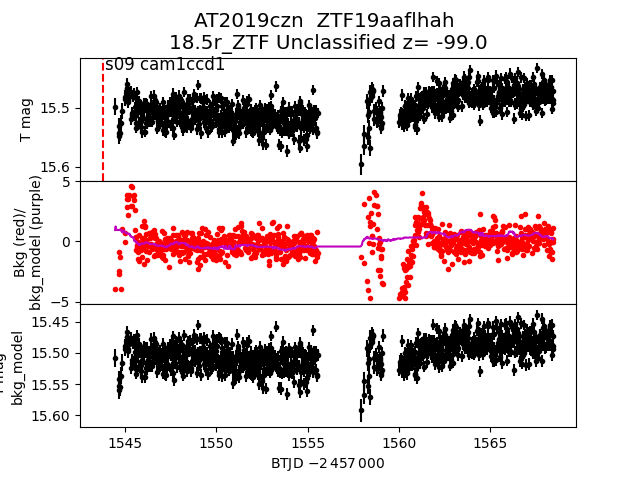 AT2019czn  ZTF19aaflhah
18.5r_ZTF Unclassified z= -99.0
s09 cam1ccd1
15.5
15.6
T mag
5
0
−5
Bkg (red)/
bkg_model (purple)
15.45
15.50
15.55
15.60
bkg_model
1545
1550
1555
1560
1565
BTJD −2 457 000